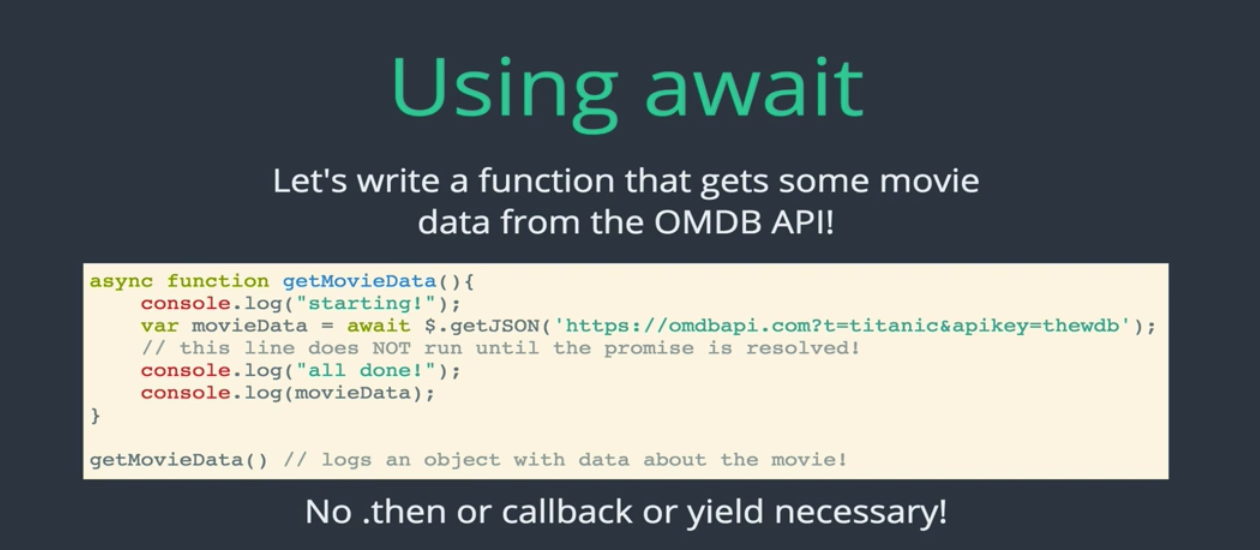 Using await
Let's write a function that gets some movie
data from the OMDB API!
async function getMovieData(){
    console.log("starting!");
    var movieData = await $.getJSON('https://omdbapi.com?t=titanic&apikey=thewdb');
    // this line does NOT run until the promise is resolved!
    console.log("all done!");
    console.log(movieData);
}
getMovieData() // logs an object with data about the movie!
No .then or callback or yield necessary!